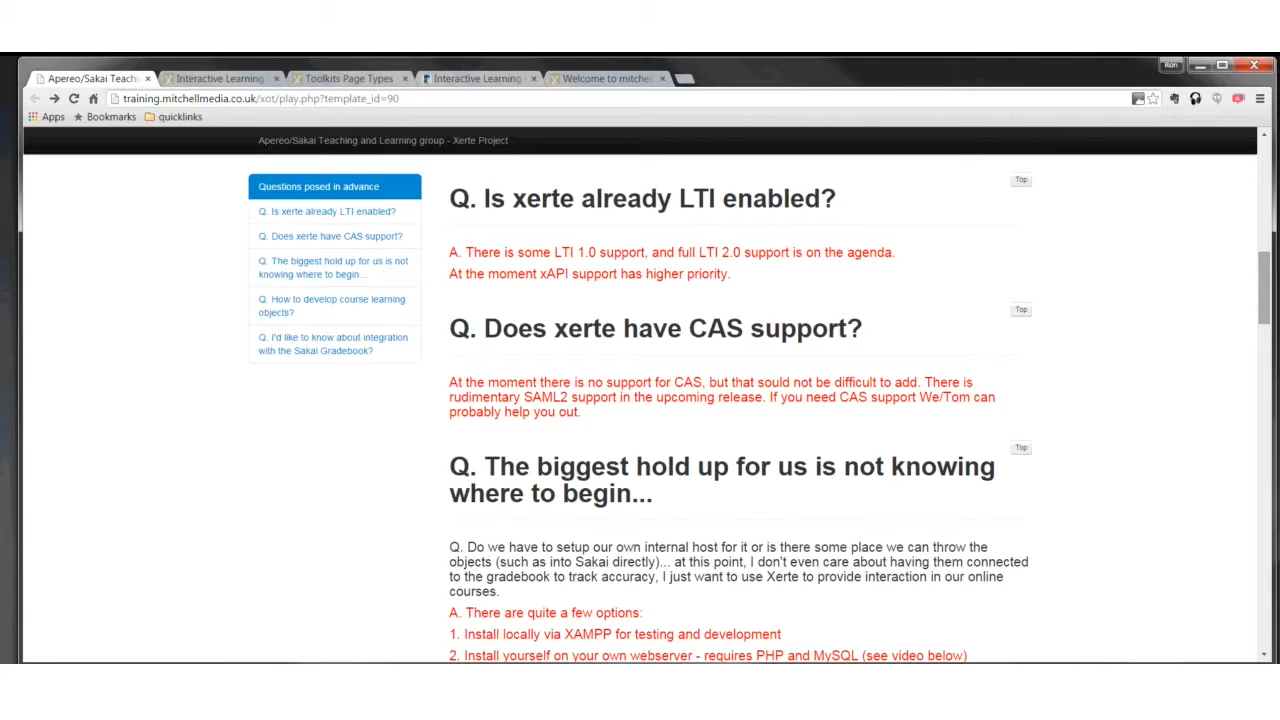 Ron
Apereo/Sakai Teachi
Interactive Learning
Toolkits Page Types
Interactive Learning
Welcome to mitchell
training.mitchellmedia.co.uk/xot/play.php?template_id=90
Apps
Bookmarks
quicklinks
Apereo/Sakai Teaching and Learning group - Xerte Project
Questions posed in advance
Q. Is xerte already LTI enabled?
Q. Does xerte have CAS support?
Q. The biggest hold up for us is not
knowing where to begin...
Q. How to develop course learning
objects?
Q. I'd like to know about integration
with the Sakai Gradebook?
Top
Q. Is xerte already LTI enabled?
A. There is some LTI 1.0 support, and full LTI 2.0 support is on the agenda.
At the moment xAPI support has higher priority.
Top
Q. Does xerte have CAS support?
At the moment there is no support for CAS, but that sould not be difficult to add. There is
rudimentary SAML2 support in the upcoming release. If you need CAS support We/Tom can
probably help you out.
Top
Q. The biggest hold up for us is not knowing
where to begin...
Q. Do we have to setup our own internal host for it or is there some place we can throw the
objects (such as into Sakai directly)... at this point, I don't even care about having them connected
to the gradebook to track accuracy, I just want to use Xerte to provide interaction in our online
courses.
A. There are quite a few options:
1. Install locally via XAMPP for testing and development
2. Install yourself on your own webserver - requires PHP and MySQL (see video below)